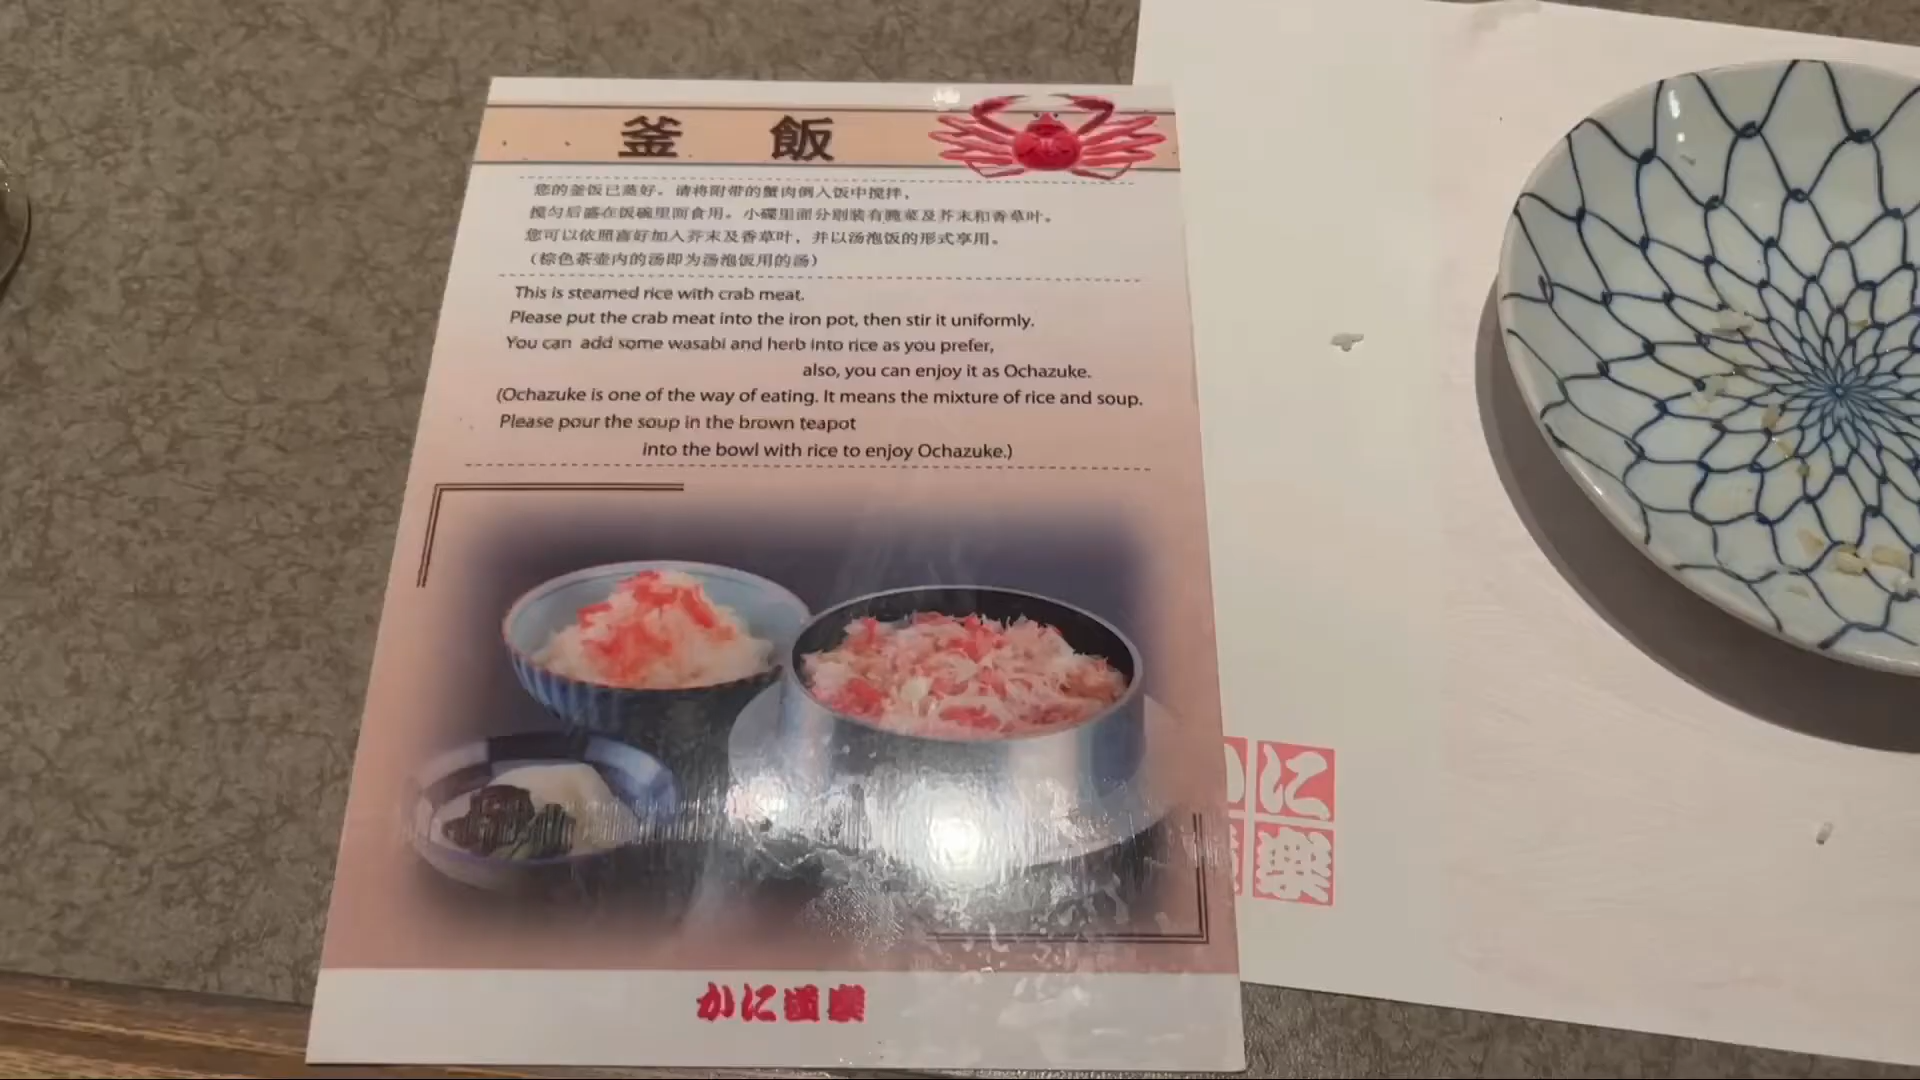 釜 飯
您的釜饭已蒸好。请将附带的蟹肉倒入饭中搅拌，
搅匀后盛在饭碗里面食用。小碟里面分别装有腌菜及芥末和香草叶。
您可以依照喜好加入芥末及香草叶，并以汤泡饭的形式享用。
（棕色茶壶内的汤即为汤泡饭用的汤）
This is steamed rice with crab meat.
Please put the crab meat into the iron pot, then stir it uniformly.
You can add some wasabi and herb into rice as you prefer,
also, you can enjoy it as Ochazuke.
(Ochazuke is one of the way of eating. It means the mixture of rice and soup.
Please pour the soup in the brown teapot
into the bowl with rice to enjoy Ochazuke.)
かに道楽
に
樂